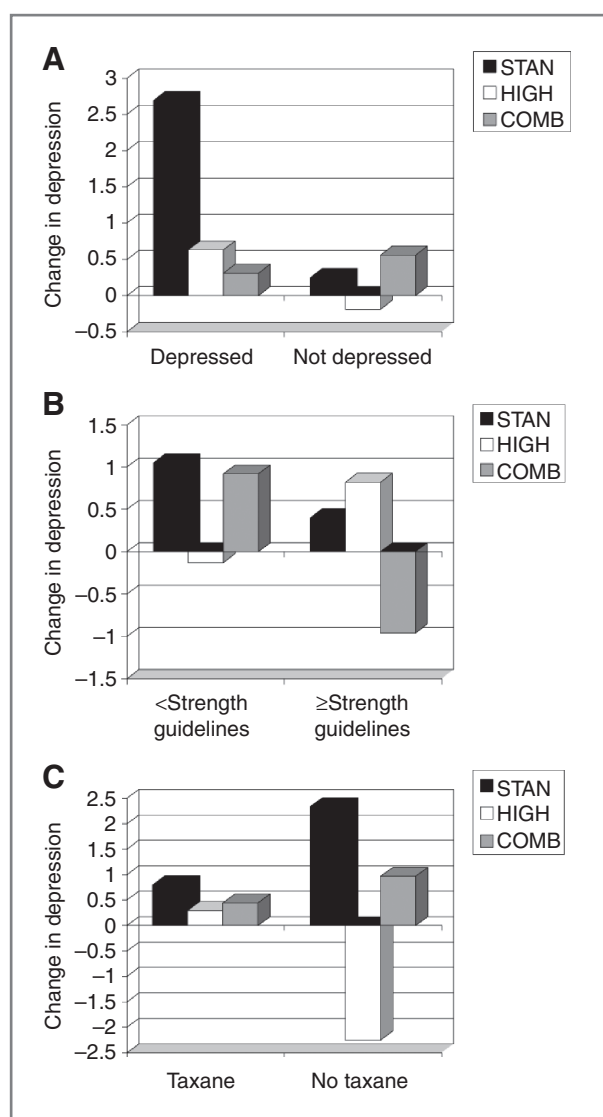 A
STAN
HIGH
COMB
Change in depression
3
2.5
2
1.5
1
0.5
0
−0.5
Depressed Not depressed
B
STAN
HIGH
COMB
Change in depression
1.5
1
0.5
0
−0.5
−1
−1.5
<Strength guidelines
≥Strength guidelines
C
STAN
HIGH
COMB
Change in depression
2.5
2
1.5
1
0.5
0
−0.5
−1
−1.5
−2
−2.5
Taxane No taxane